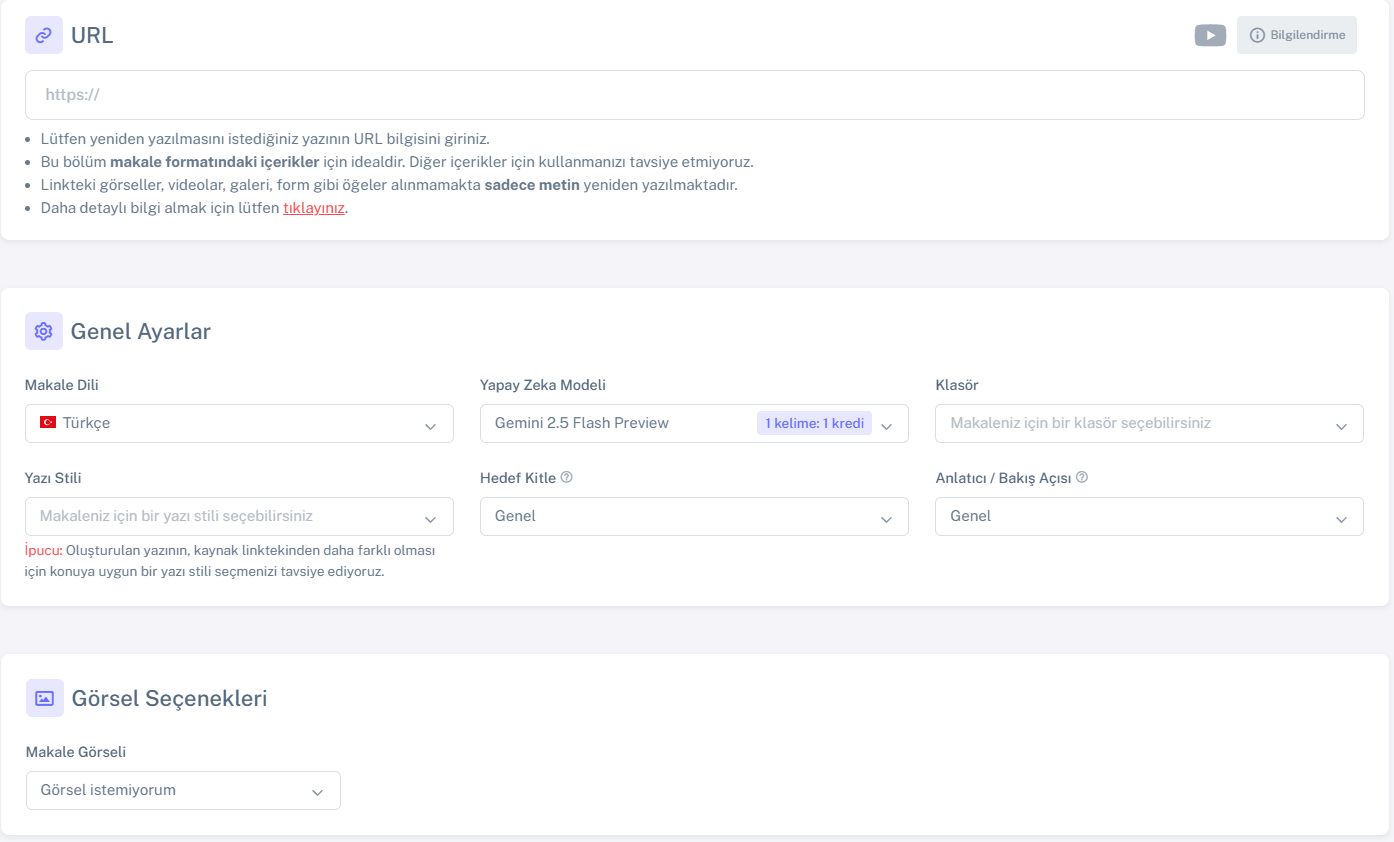 URL
Bilgilendirme
https://
Lütfen yeniden yazılmasını istediğiniz yazının URL bilgisini giriniz.
Bu bölüm makale formatındaki içerikler için idealdir. Diğer içerikler için kullanmanızı tavsiye etmiyoruz.
Linkteki görseller, videolar, galeri, form gibi öğeler alınmamakta sadece metin yeniden yazılmaktadır.
Daha detaylı bilgi almak için lütfen tıklayınız.
Genel Ayarlar
Makale Dili
Türkçe
Yapay Zeka Modeli
Gemini 2.5 Flash Preview
1 kelime: 1 kredi
Klasör
Makaleniz için bir klasör seçebilirsiniz
Yazı Stili
Makaleniz için bir yazı stili seçebilirsiniz
İpucu: Oluşturulan yazının, kaynak linktekinden daha farklı olması
için konuya uygun bir yazı stili seçmenizi tavsiye ediyoruz.
Hedef Kitle
Genel
Anlatıcı / Bakış Açısı
Genel
Görsel Seçenekleri
Makale Görseli
Görsel istemiyorum